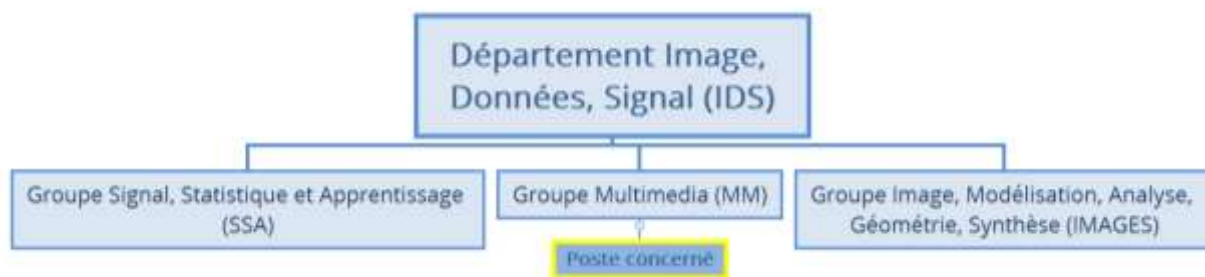 Département Image,
Données, Signal (IDS)
Groupe Signal, Statistique et Apprentissage
(SSA)
Groupe Multimedia (MM)
Groupe Image, Modélisation, Analyse,
Géométrie, Synthèse (IMAGES)
Poste concerné